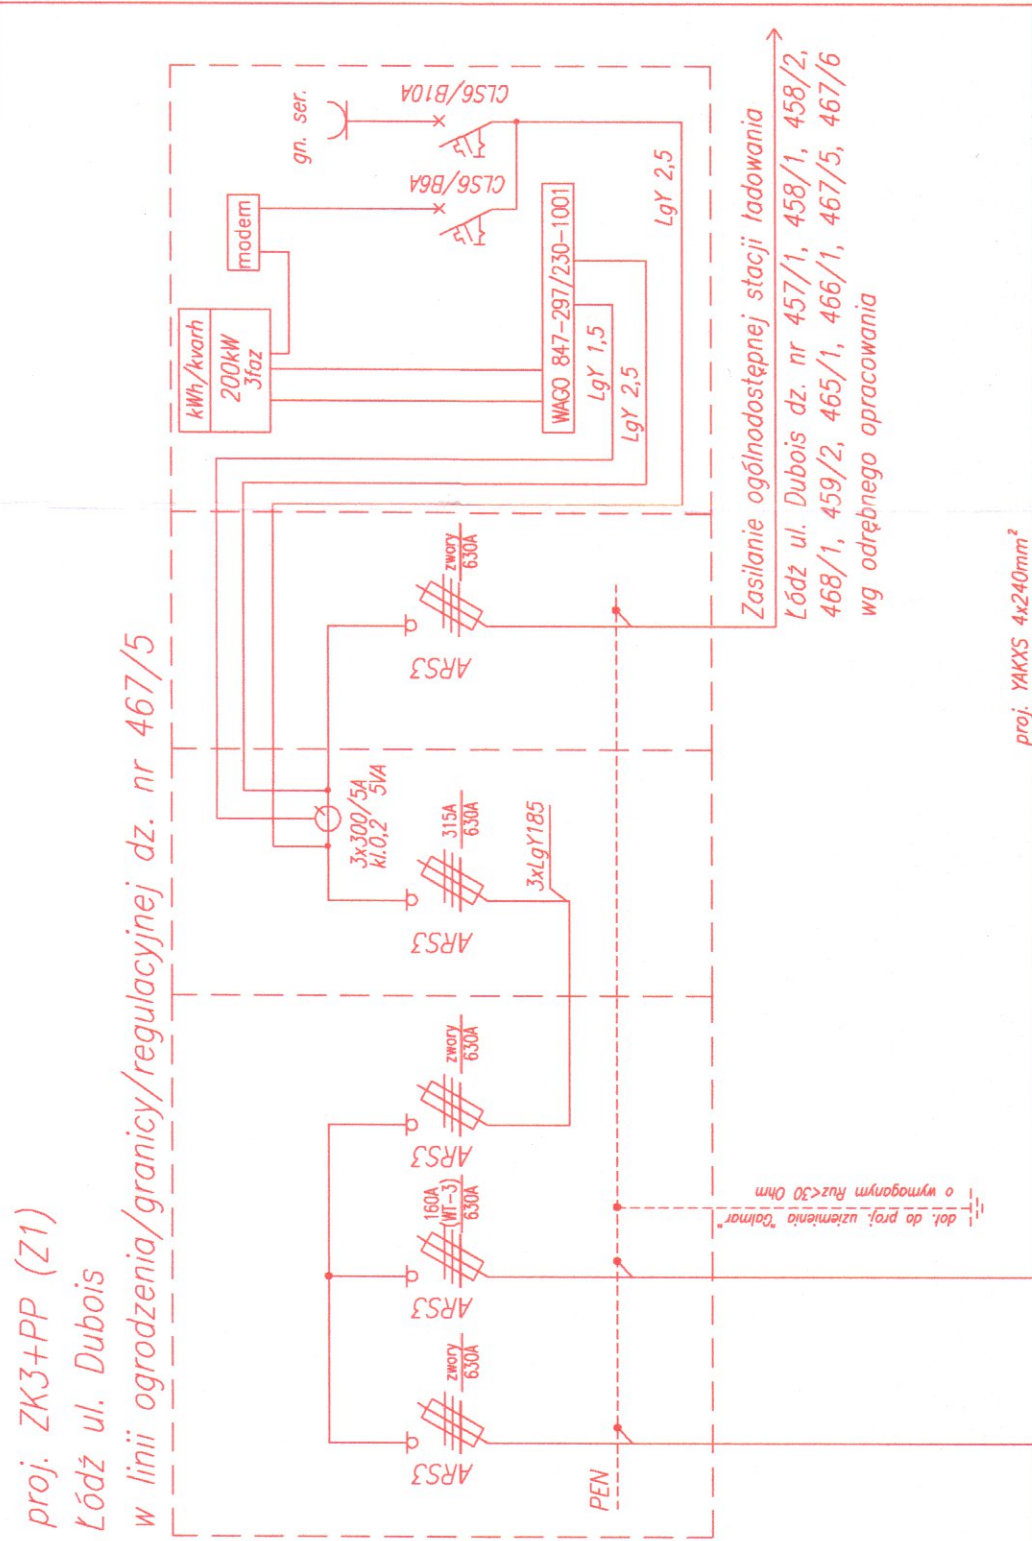 proj. ZK3+PP (Z1)
Łódź ul. Dubois
w linii ogrodzenia/granicy/regulacyjnej dz. nr 467/5
kWh/kvarh
200kW
3faz
modem
gn. ser.
CLS6/B6A
CLS6/B10A
WAGO 847-297/230-1001
LgY 1,5
LgY 2,5
LgY 2,5
3x300/5A
kl.0,2 5VA
ARS3
zwory
630A
ARS3
160A
(WT-3)
630A
ARS3
zwory
630A
ARS3
315A
630A
ARS3
zwory
630A
3xLgY185
PEN
dot. do proj. uziemienia "Galmar"
o wymaganym Ruz<30 Ohm
Zasilanie ogólnodostępnej stacji ładowania
Łódź ul. Dubois dz. nr 457/1, 458/1, 458/2,
468/1, 459/2, 465/1, 466/1, 467/5, 467/6
wg odrębnego opracowania
proj. YAKXS 4x240mm²